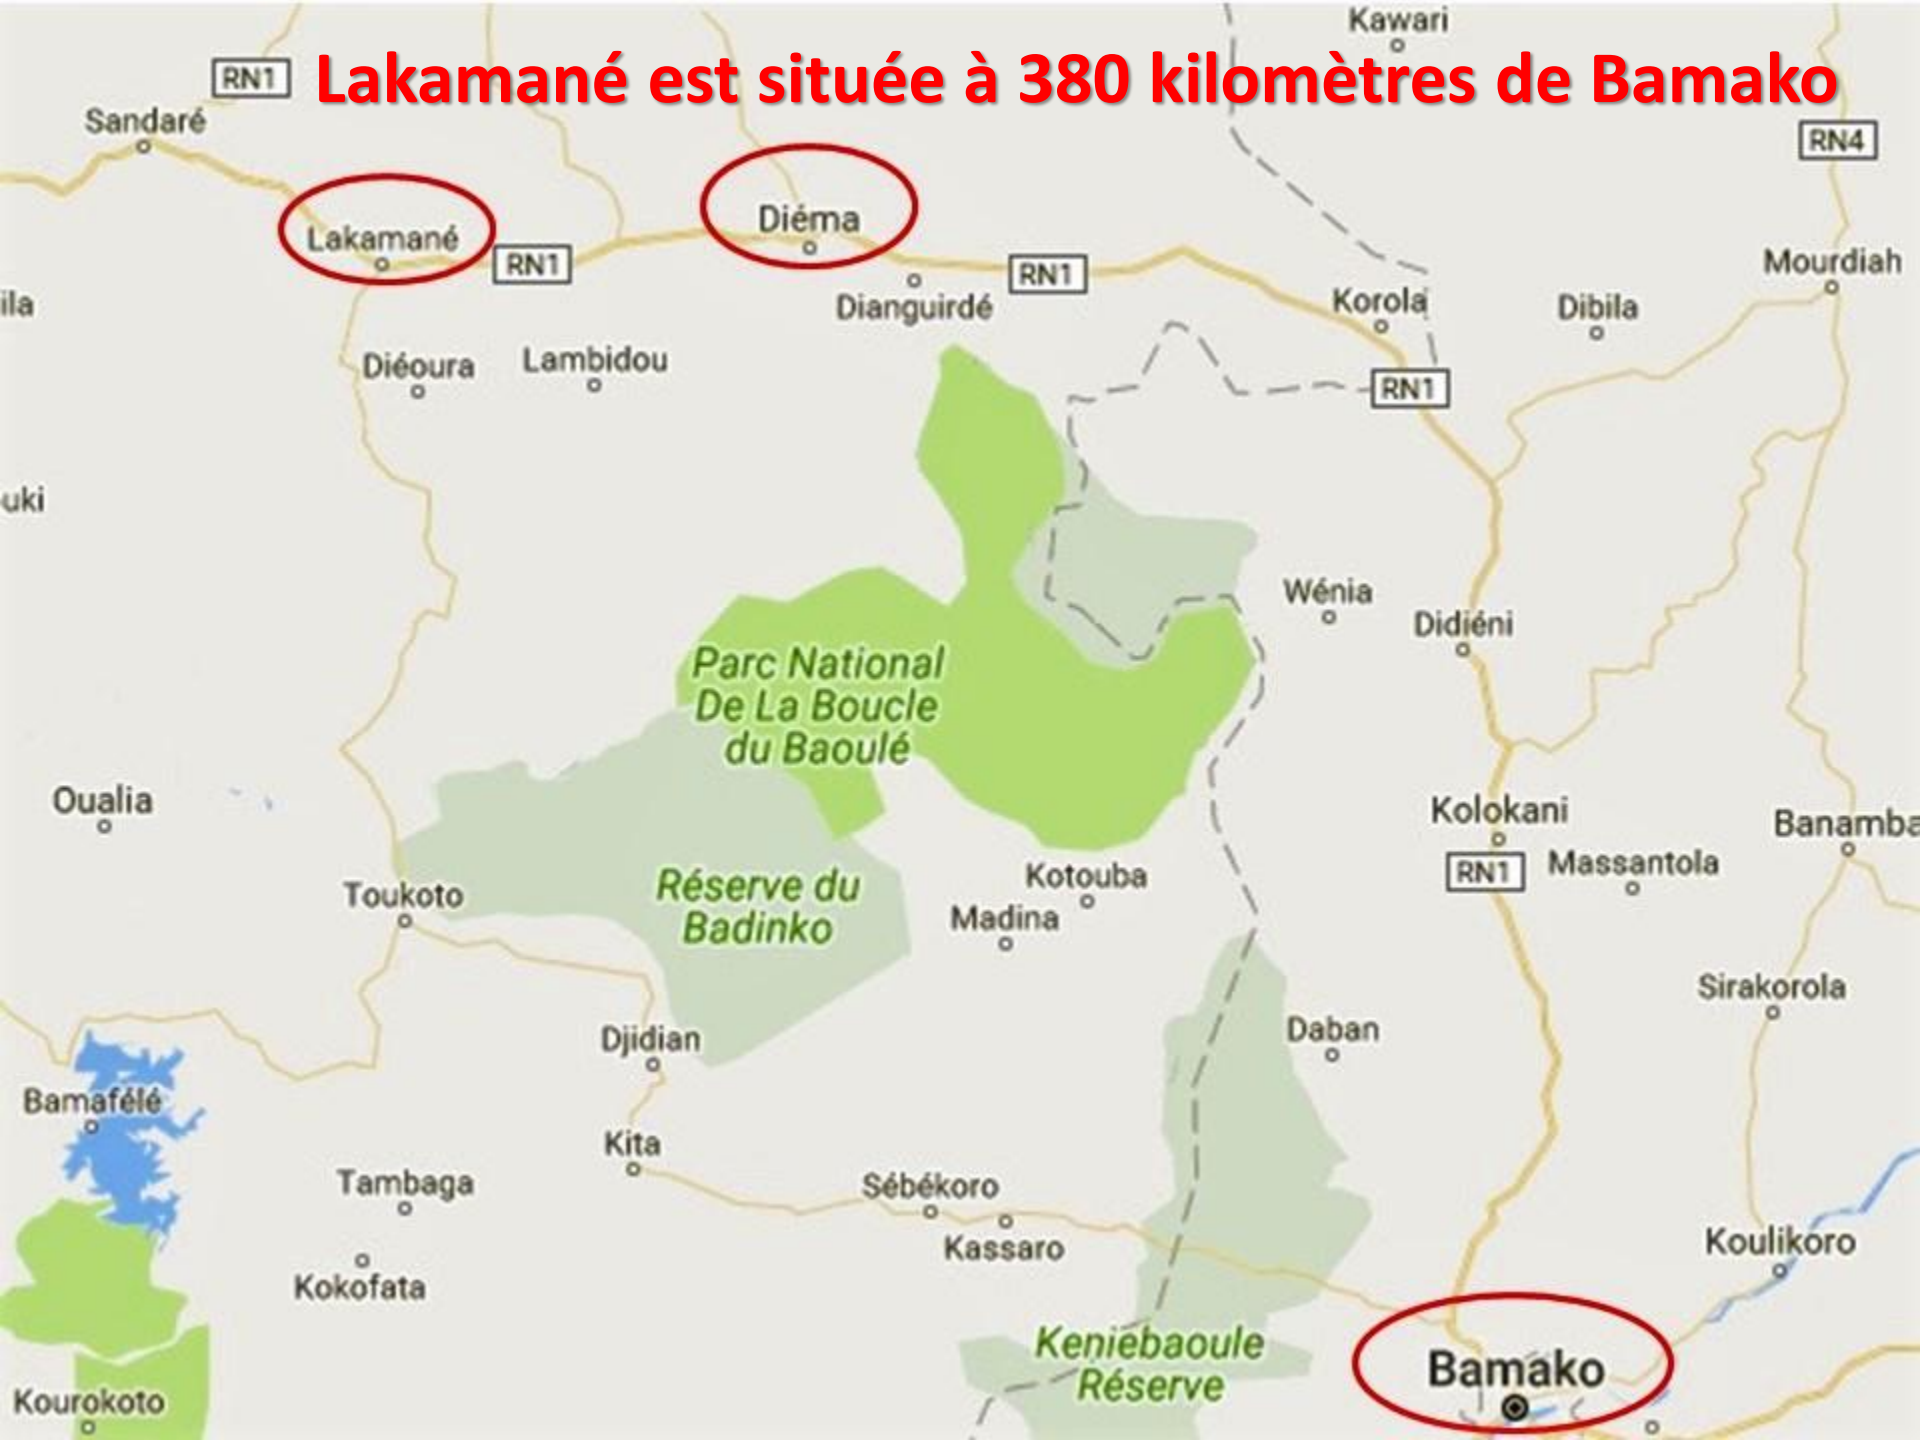 Kawari
Lakamané est située à 380 kilomètres de Bamako
RN1
Sandaré
RN4
Diéma
Lakamané
RN1
RN1
Mourdiah
ila
Dianguirdé
Korola
Dibila
Diéoura
Lambidou
RN1
uki
Wénia
Didiéni
Parc National
De La Boucle
du Baoulé
Oualia
Kolokani
Banamba
RN1
Massantola
Toukoto
Réserve du
Badinko
Kotouba
Madina
Sirakorola
Djidian
Daban
Bamafélé
Kita
Tambaga
Sébékoro
Kassaro
Koulikoro
Kokofata
Keniebaoule
Réserve
Bamako
Kourokoto